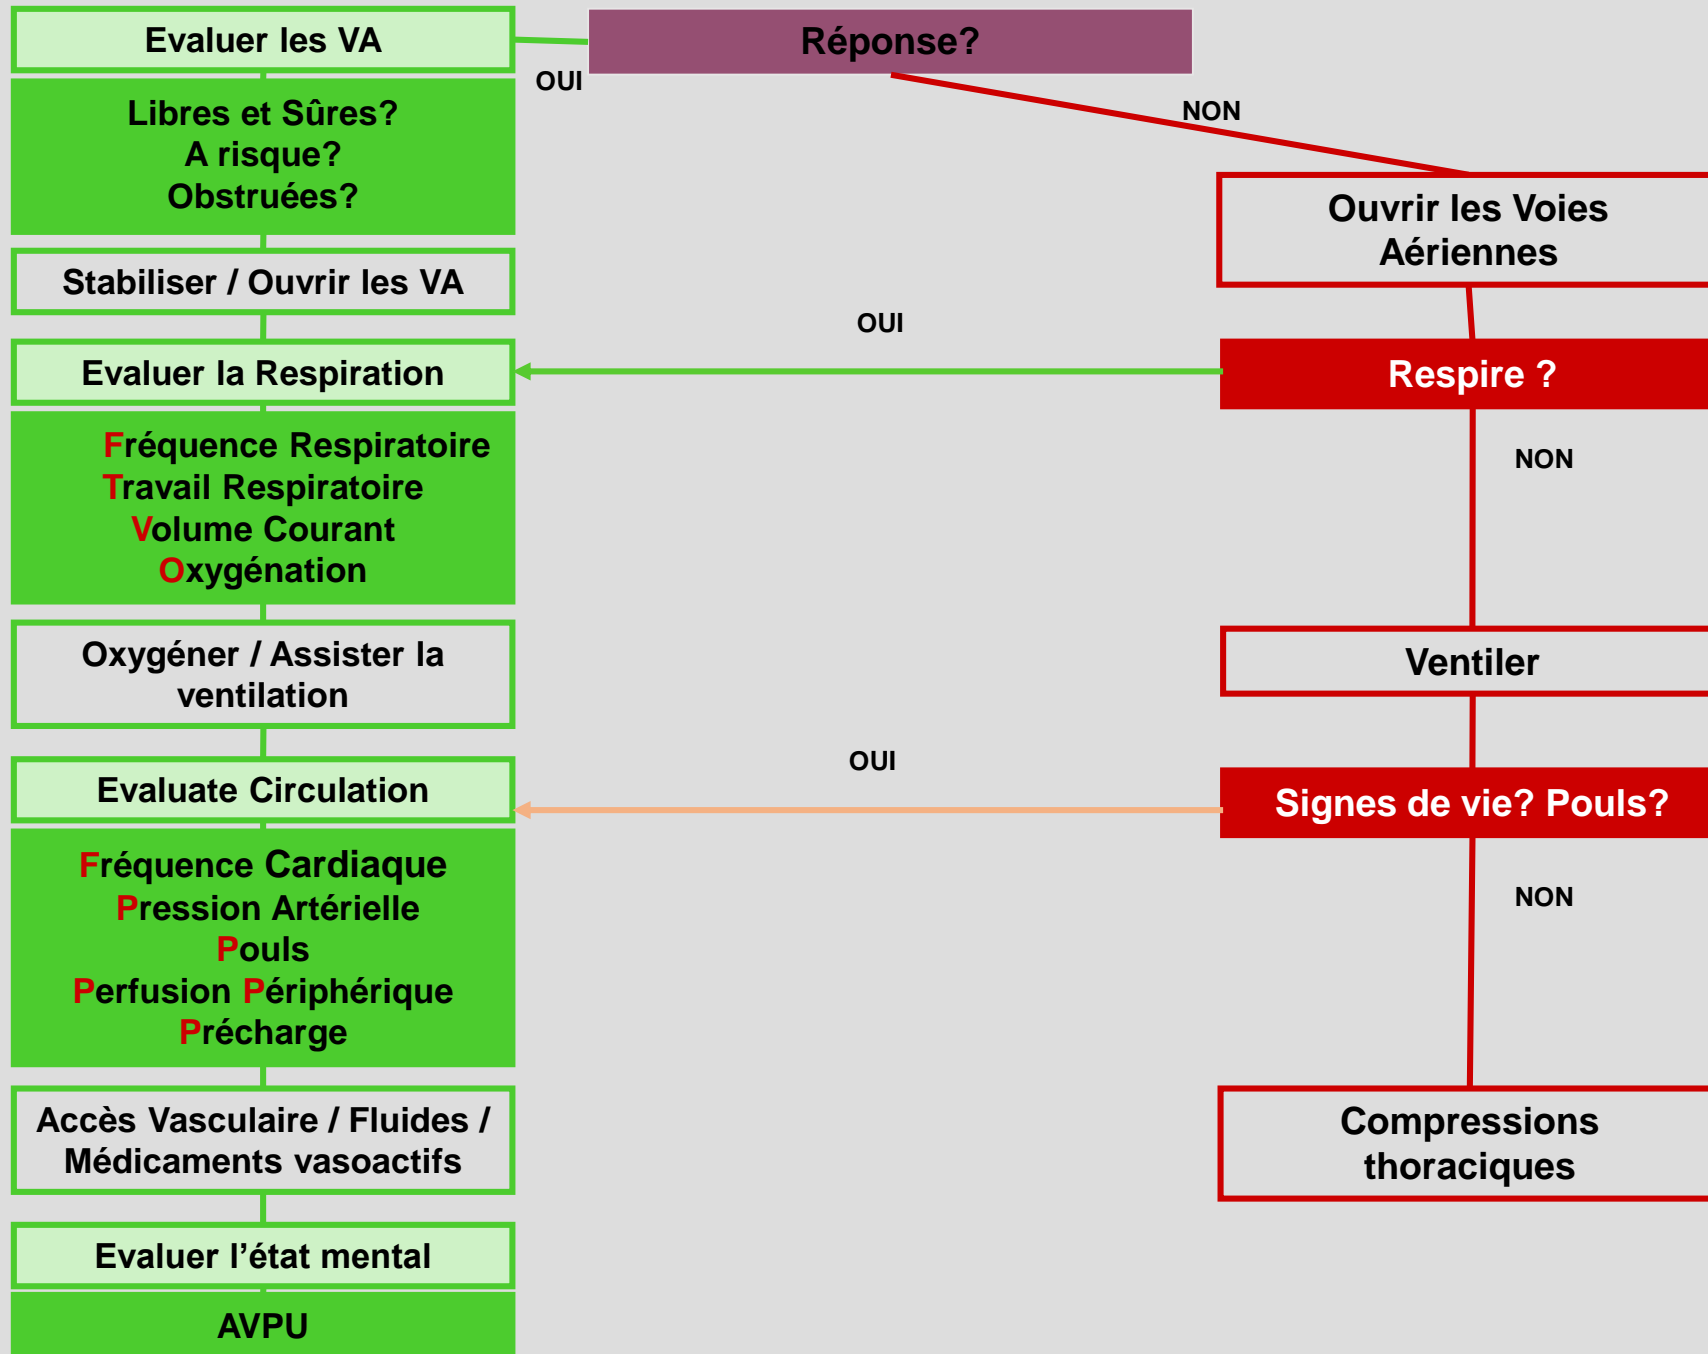 Evaluer les VA
Réponse?
OUI
NON
Libres et Sûres?
A risque?
Obstruées?
Ouvrir les Voies
Aériennes
Stabiliser / Ouvrir les VA
OUI
Evaluer la Respiration
Respire ?
Fréquence Respiratoire
Travail Respiratoire
Volume Courant
Oxygénation
NON
Oxygéner / Assister la
ventilation
Ventiler
OUI
Evaluate Circulation
Signes de vie? Pouls?
Fréquence Cardiaque
Pression Artérielle
Pouls
Perfusion Périphérique
Précharge
NON
Accès Vasculaire / Fluides /
Médicaments vasoactifs
Compressions
thoraciques
Evaluer l’état mental
AVPU